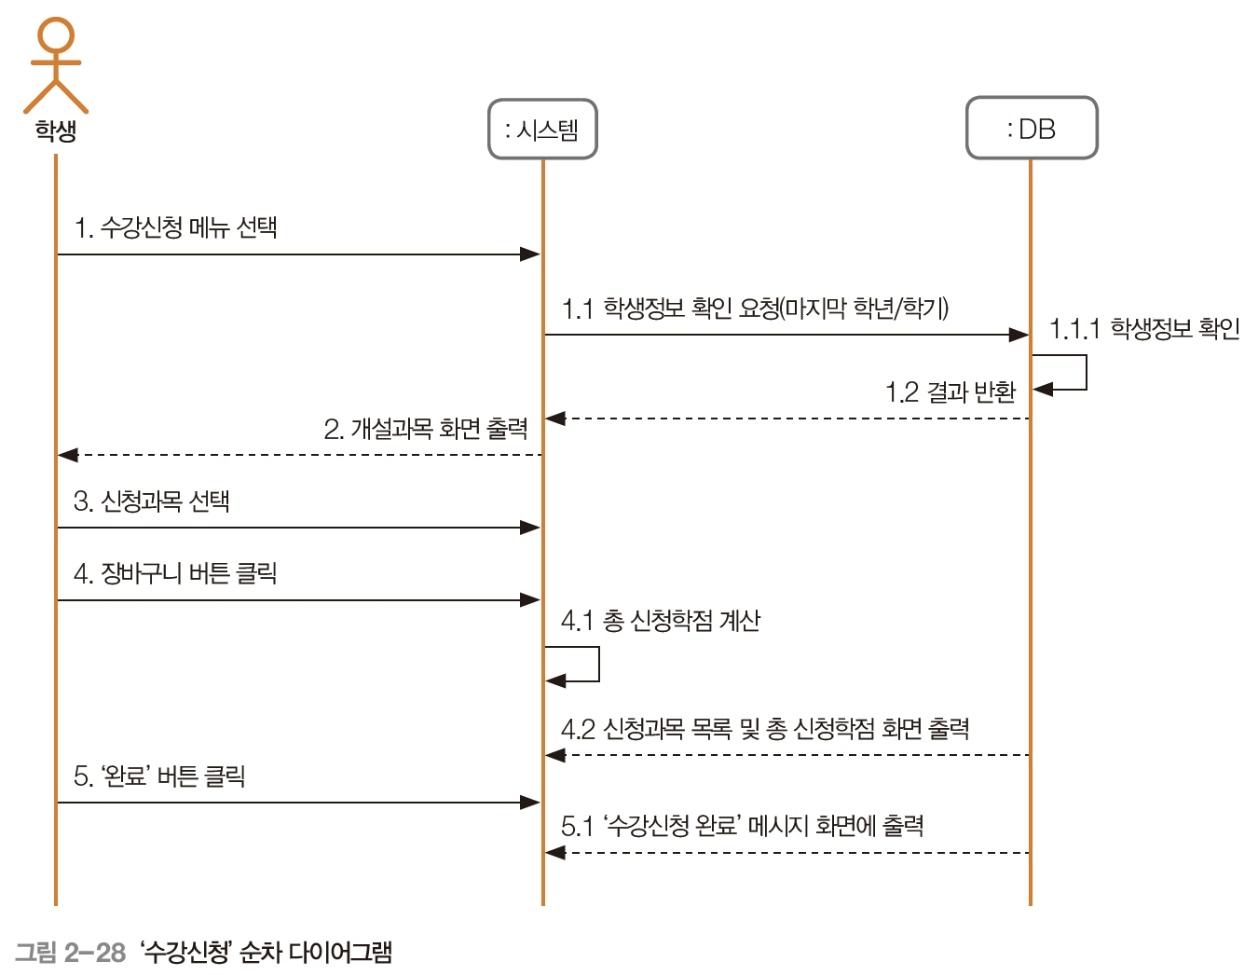 학생
: 시스템
: DB
1. 수강신청 메뉴 선택
1.1 학생정보 확인 요청(마지막 학년/학기)
1.1.1 학생정보 확인
1.2 결과 반환
2. 개설과목 화면 출력
3. 신청과목 선택
4. 장바구니 버튼 클릭
4.1 총 신청학점 계산
4.2 신청과목 목록 및 총 신청학점 화면 출력
5. ‘완료’ 버튼 클릭
5.1 ‘수강신청 완료’ 메시지 화면에 출력
그림 2-28 ‘수강신청’ 순차 다이어그램